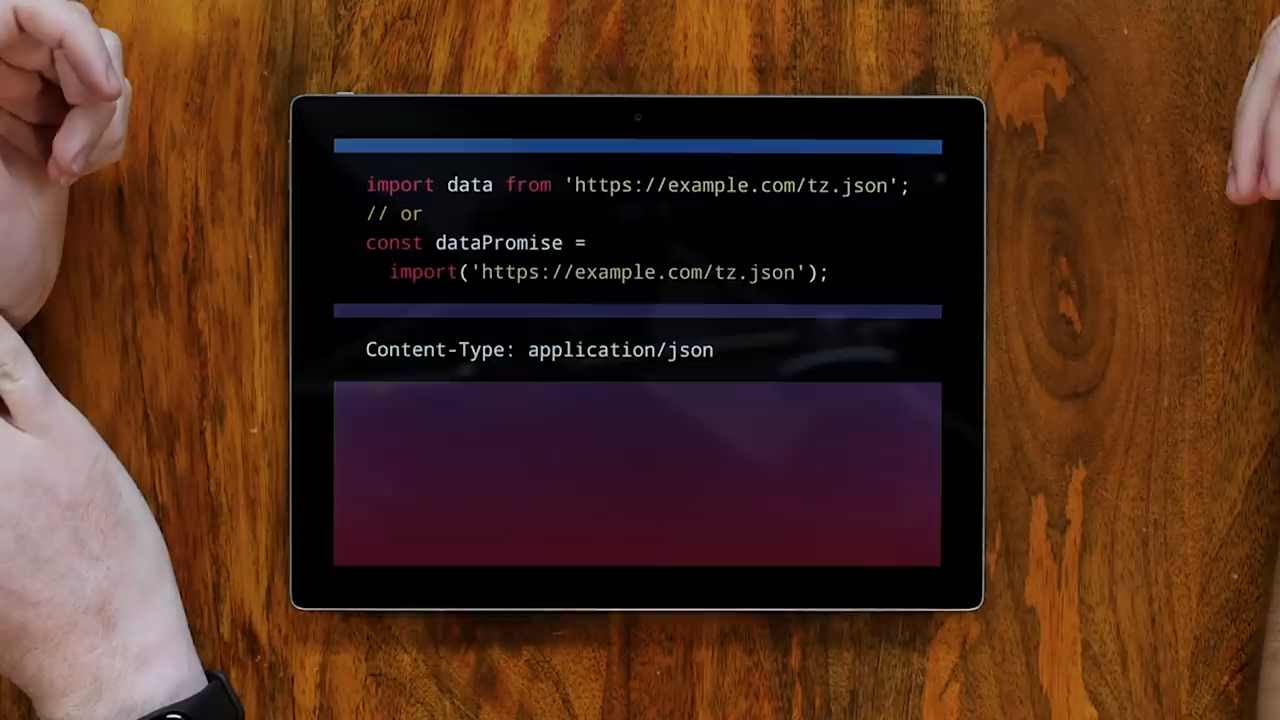 import data from 'https://example.com/tz.json';
// or
const dataPromise =
  import('https://example.com/tz.json');
Content-Type: application/json